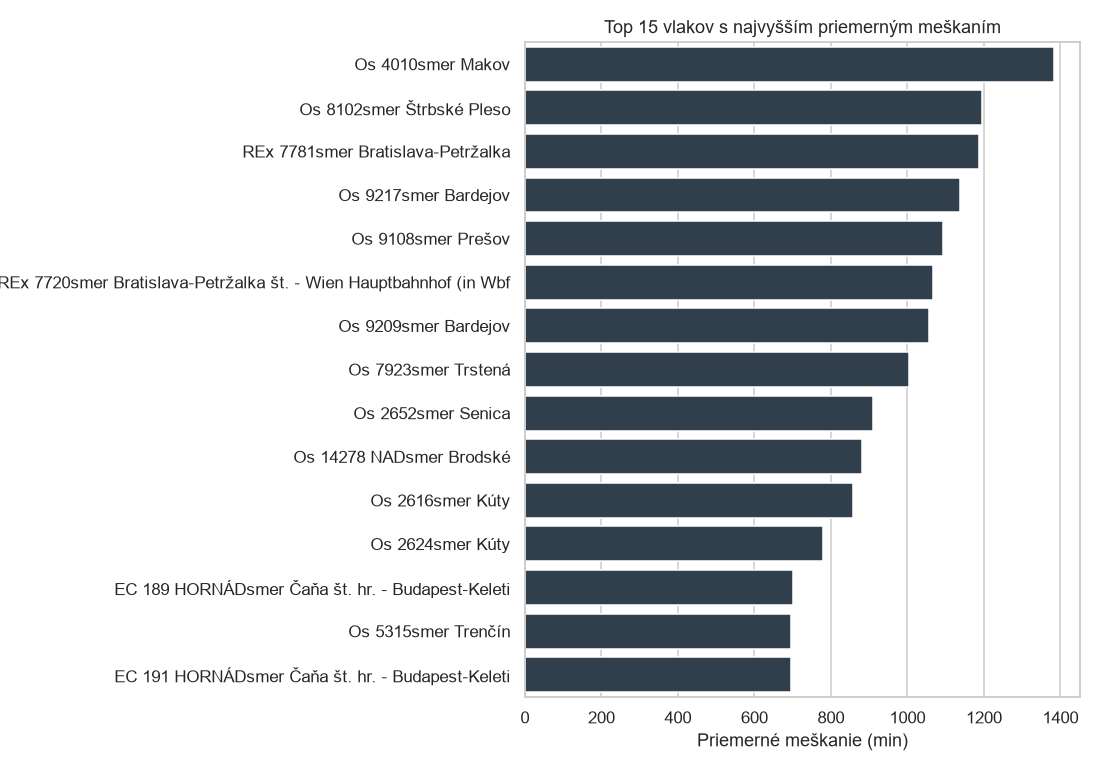 Top 15 vlakov s najvyšším priemerným meškaním
Os 4010smer Makov
Os 8102smer Štrbské Pleso
REx 7781smer Bratislava-Petržalka
Os 9217smer Bardejov
Os 9108smer Prešov
REx 7720smer Bratislava-Petržalka št. - Wien Hauptbahnhof (in Wbf
Os 9209smer Bardejov
Os 7923smer Trstená
Os 2652smer Senica
Os 14278 NADsmer Brodské
Os 2616smer Kúty
Os 2624smer Kúty
EC 189 HORNÁDsmer Čaňa št. hr. - Budapest-Keleti
Os 5315smer Trenčín
EC 191 HORNÁDsmer Čaňa št. hr. - Budapest-Keleti
0 200 400 600 800 1000 1200 1400
Priemerné meškanie (min)